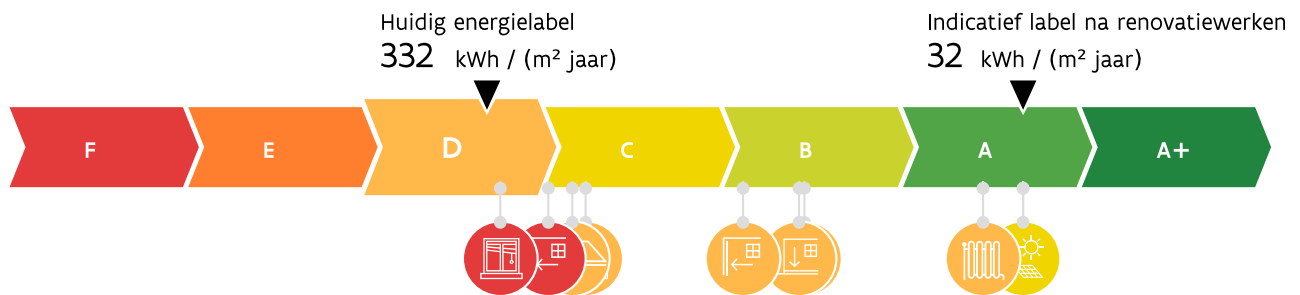 Huidig energielabel
332 kWh / (m² jaar)
Indicatief label na renovatiewerken
32 kWh / (m² jaar)
F E D C B A A+